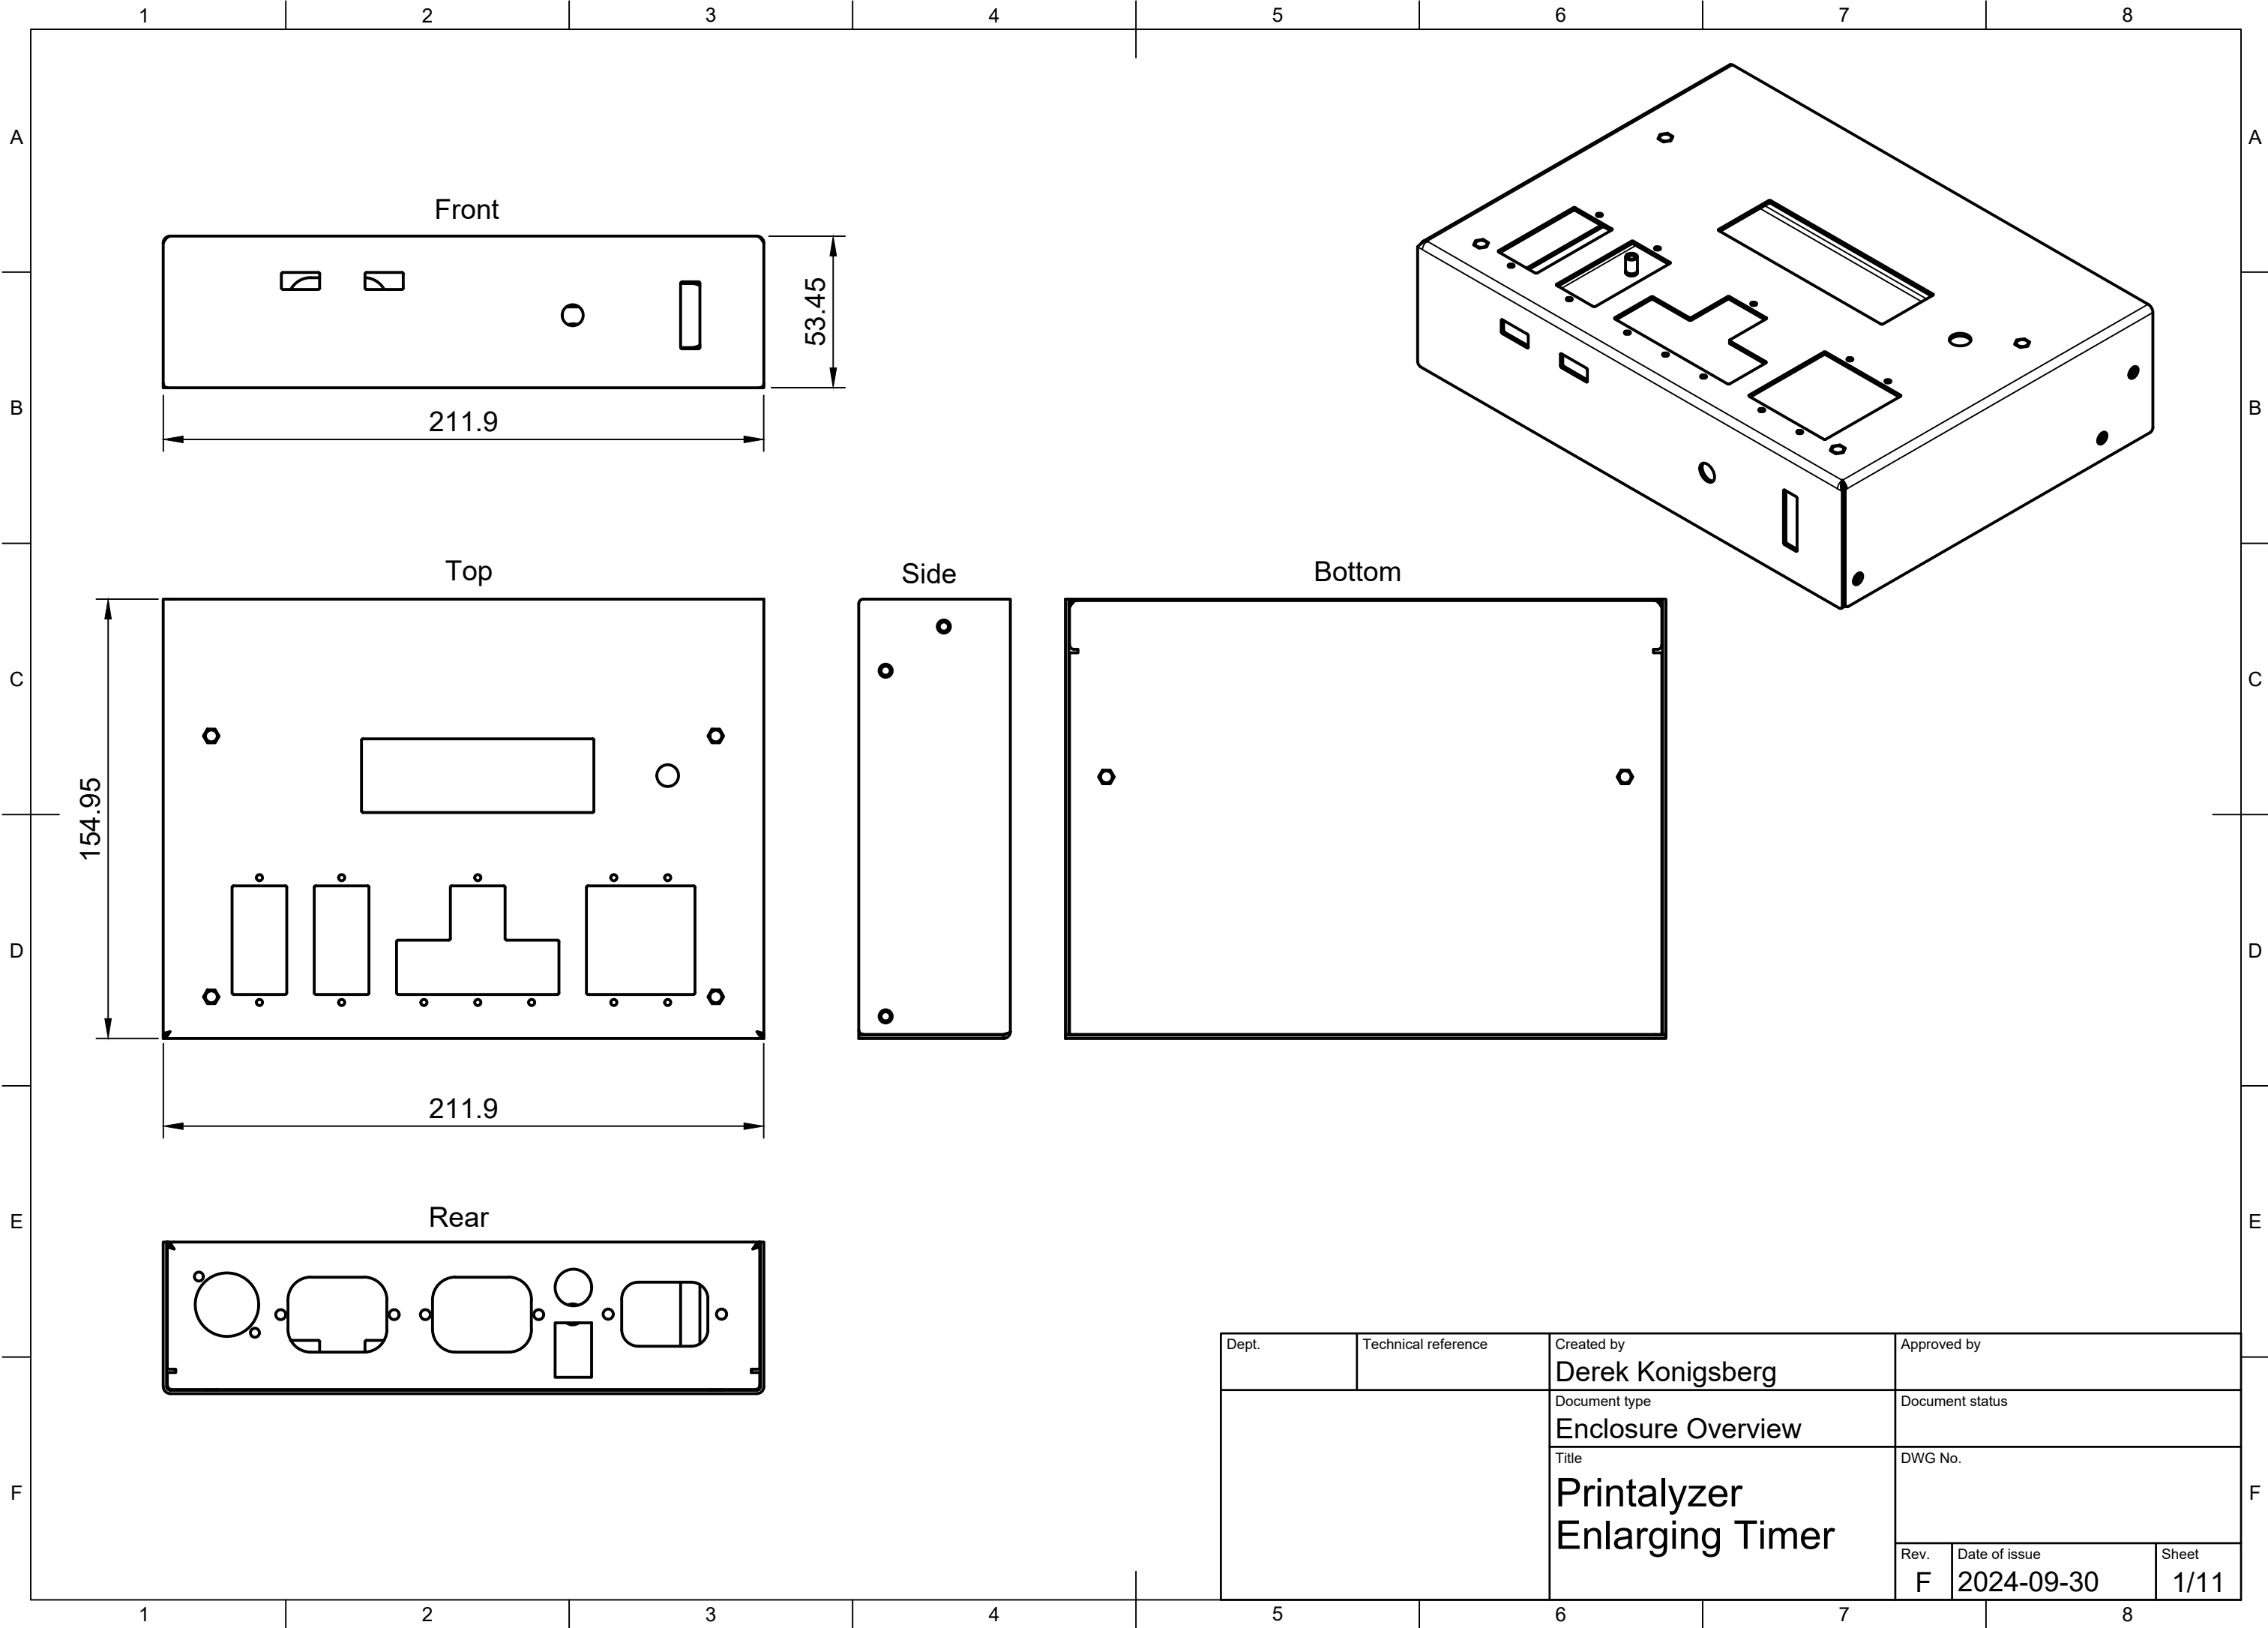 1 2 3 4 5 6 7 8
A A
Front
53.45
B B
211.9
Top
Side
Bottom
C C
154.95
D D
211.9
E E
Rear
Dept.
Technical reference
Created by
Derek Konigsberg
Approved by
Document type
Enclosure Overview
Document status
Title
Printalyzer
Enlarging Timer
DWG No.
F F
Rev.
F
Date of issue
2024-09-30
Sheet
1/11
1 2 3 4 5 6 7 8